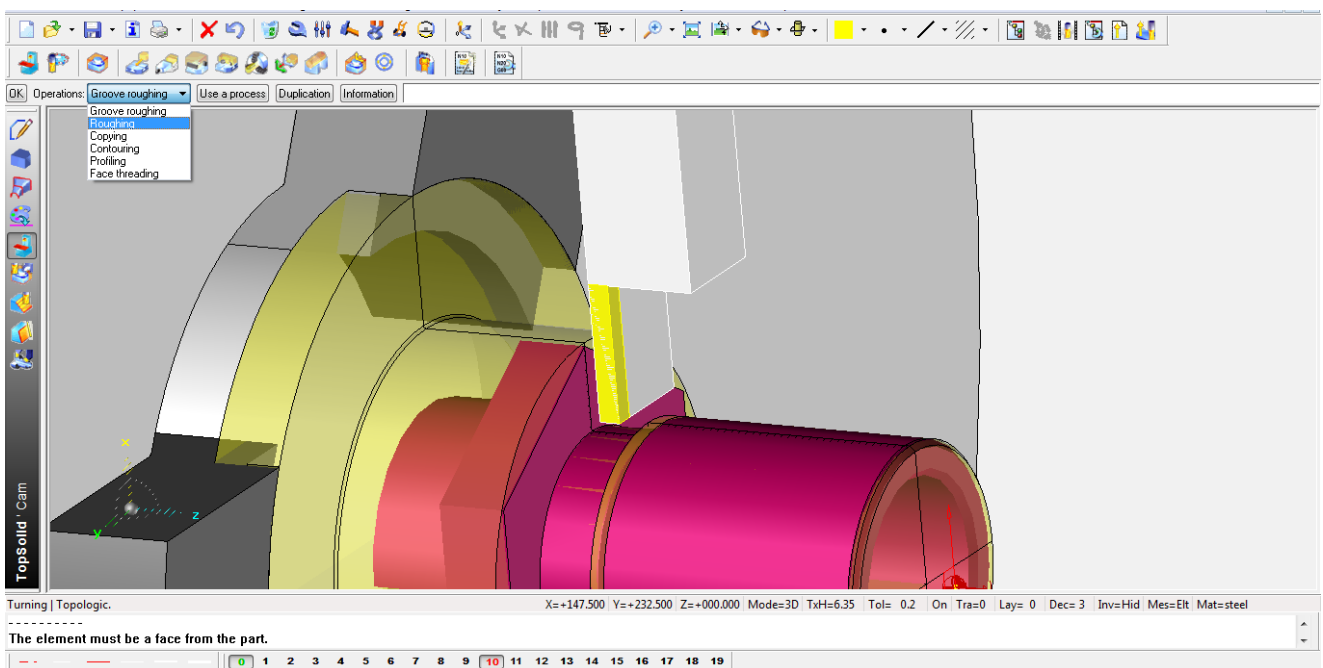 OK Operations: Groove roughing Use a process Duplication Information
Groove roughing
Roughing
Copying
Contouring
Profiling
Face threading
X
Z
Y
TopSolid'Cam
Turning | Topologic. X=+147.500 Y=+232.500 Z=+000.000 Mode=3D TxH=6.35 Tol= 0.2 On Tra=0 Lay= 0 Dec= 3 Inv=Hid Mes=Elt Mat=steel
----------
The element must be a face from the part.
0 1 2 3 4 5 6 7 8 9 10 11 12 13 14 15 16 17 18 19